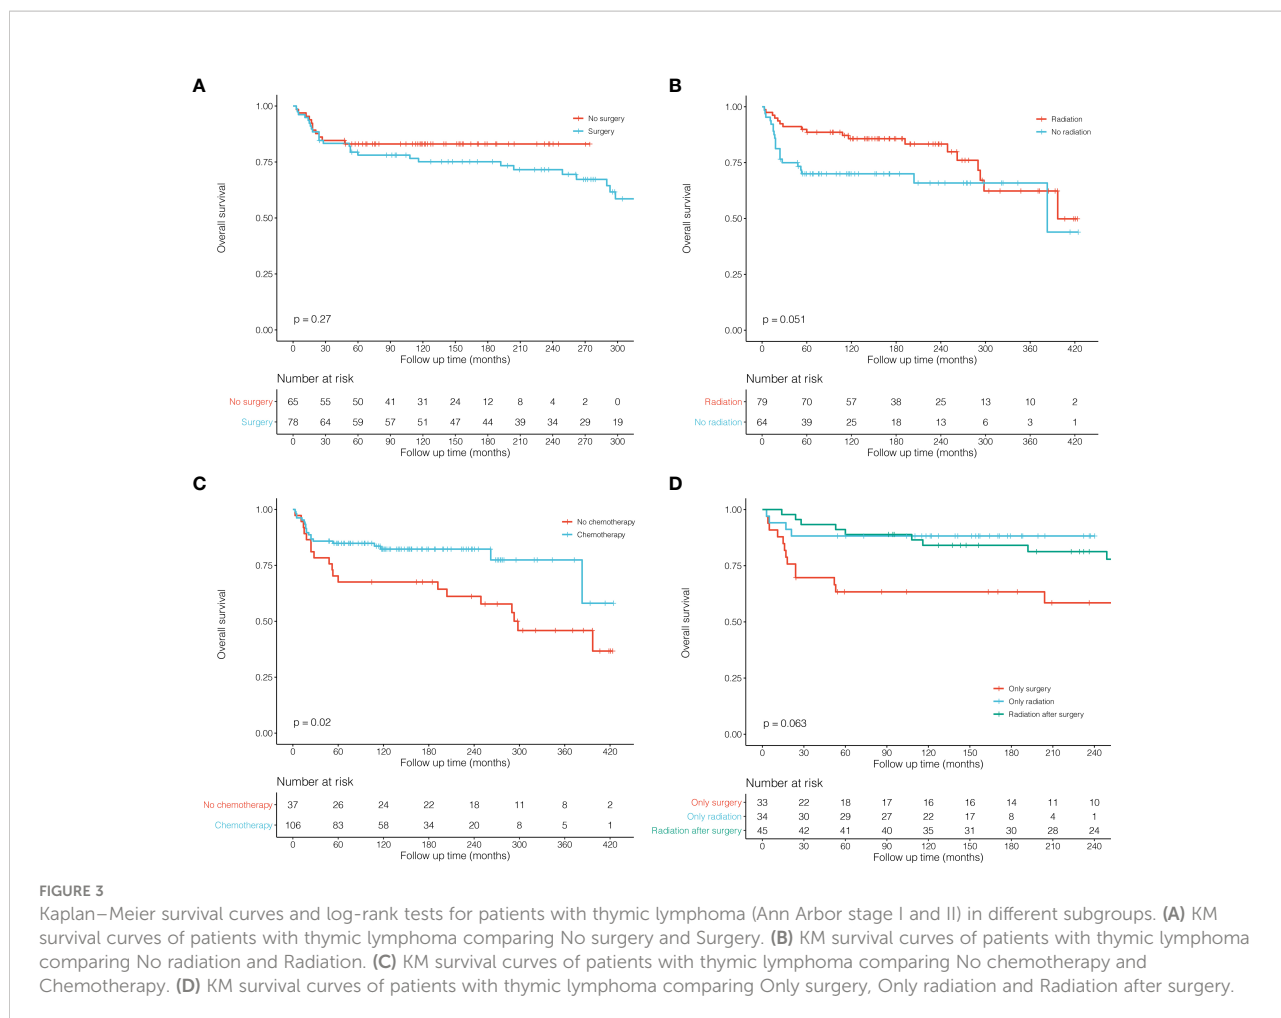 A
1.00
0.75
0.50
0.25
0.00
Overall survival
No surgery
Surgery
p = 0.27
0 30 60 90 120 150 180 210 240 270 300
Follow up time (months)
Number at risk
No surgery 65 55 50 41 31 24 12 8 4 2 0
Surgery 78 64 59 57 51 47 44 39 34 29 19
0 30 60 90 120 150 180 210 240 270 300
Follow up time (months)
B
1.00
0.75
0.50
0.25
0.00
Overall survival
Radiation
No radiation
p = 0.051
0 60 120 180 240 300 360 420
Follow up time (months)
Number at risk
Radiation 79 70 57 38 25 13 10 2
No radiation 64 39 25 18 13 6 3 1
0 60 120 180 240 300 360 420
Follow up time (months)
C
1.00
0.75
0.50
0.25
0.00
Overall survival
No chemotherapy
Chemotherapy
p = 0.02
0 60 120 180 240 300 360 420
Follow up time (months)
Number at risk
No chemotherapy 37 26 24 22 18 11 8 2
Chemotherapy 106 83 58 34 20 8 5 1
0 60 120 180 240 300 360 420
Follow up time (months)
D
1.00
0.75
0.50
0.25
0.00
Overall survival
Only surgery
Only radiation
Radiation after surgery
p = 0.063
0 30 60 90 120 150 180 210 240
Follow up time (months)
Number at risk
Only surgery 33 22 18 17 16 16 14 11 10
Only radiation 34 30 29 27 22 17 8 4 1
Radiation after surgery 45 42 41 40 35 31 30 28 24
0 30 60 90 120 150 180 210 240
Follow up time (months)
FIGURE 3
Kaplan–Meier survival curves and log-rank tests for patients with thymic lymphoma (Ann Arbor stage I and II) in different subgroups. (A) KM
survival curves of patients with thymic lymphoma comparing No surgery and Surgery. (B) KM survival curves of patients with thymic lymphoma
comparing No radiation and Radiation. (C) KM survival curves of patients with thymic lymphoma comparing No chemotherapy and
Chemotherapy. (D) KM survival curves of patients with thymic lymphoma comparing Only surgery, Only radiation and Radiation after surgery.